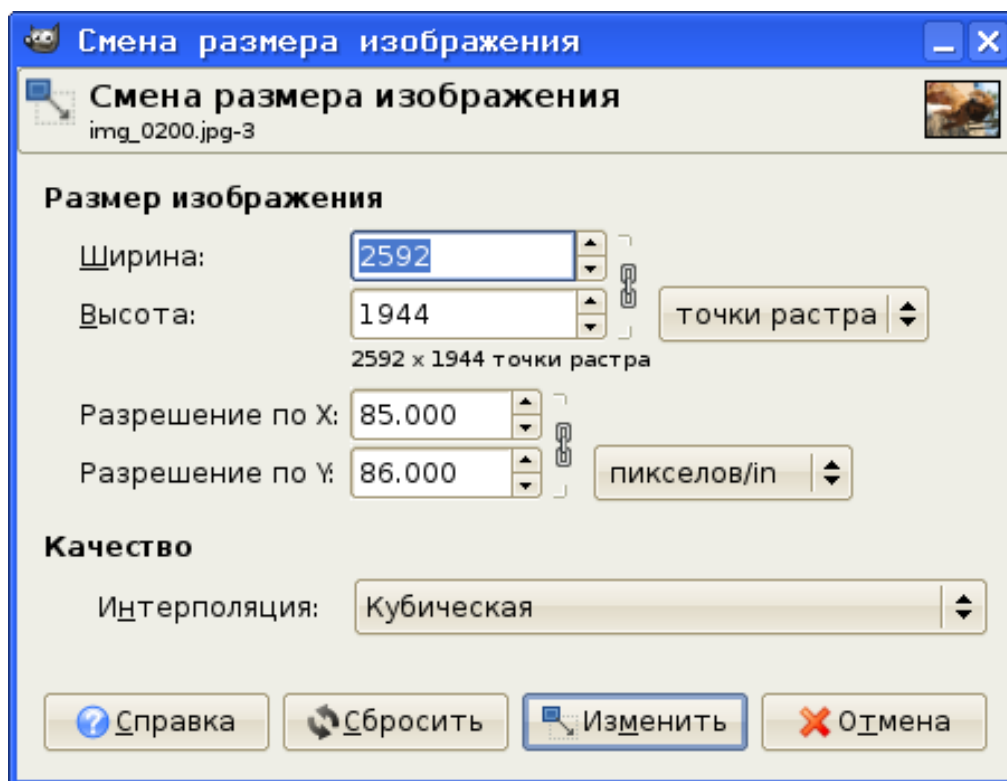 Смена размера изображения
Смена размера изображения
img_0200.jpg-3
Размер изображения
Ширина: 2592
Высота: 1944 точки растра
2592 x 1944 точки растра
Разрешение по X: 85.000
Разрешение по Y: 86.000 пикселов/in
Качество
Интерполяция: Кубическая
Справка Сбросить Изменить Отмена